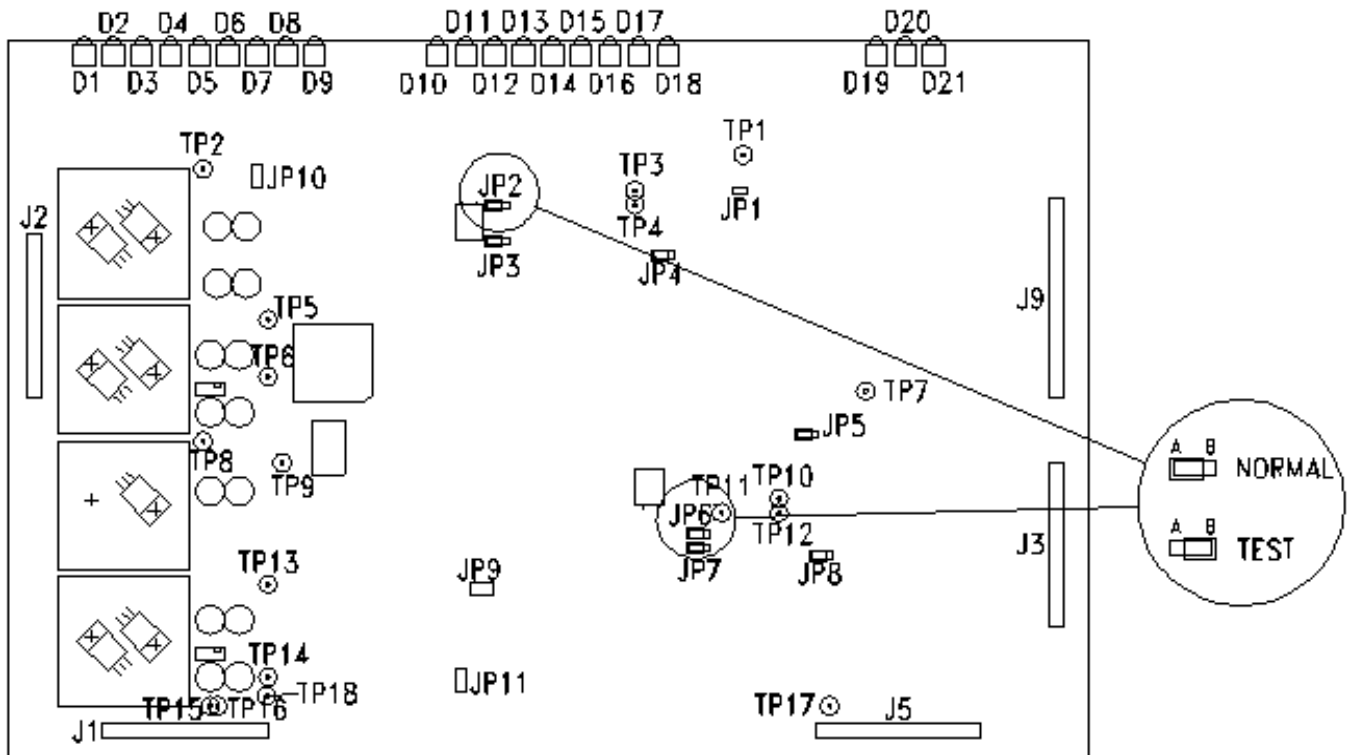 D2 D4 D6 D8 D11 D13 D15 D17 D20
D1 D3 D5 D7 D9 D10 D12 D14 D16 D18 D19 D21
TP2 TP1
JP10 JP2 TP3 JP1
J2 TP4
JP3 JP4
TP5 J9
TP6
TP7
JP5
TP8 A B NORMAL
TP9 TP11 TP10
JP6 TP12
A B TEST
TP13 JP9 JP7 JP8 J3
TP14
TP18 JP11
TP15 TP16 TP17 J5
J1